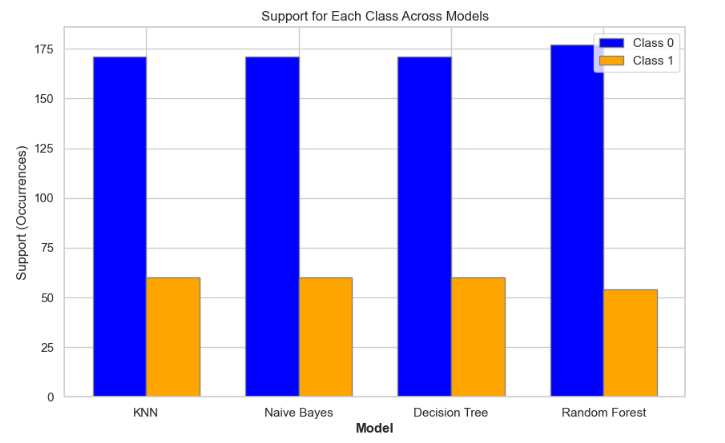 Support for Each Class Across Models
Class 0
Class 1
Support (Occurrences)
175
150
125
100
75
50
25
0
KNN
Naive Bayes
Decision Tree
Random Forest
Model